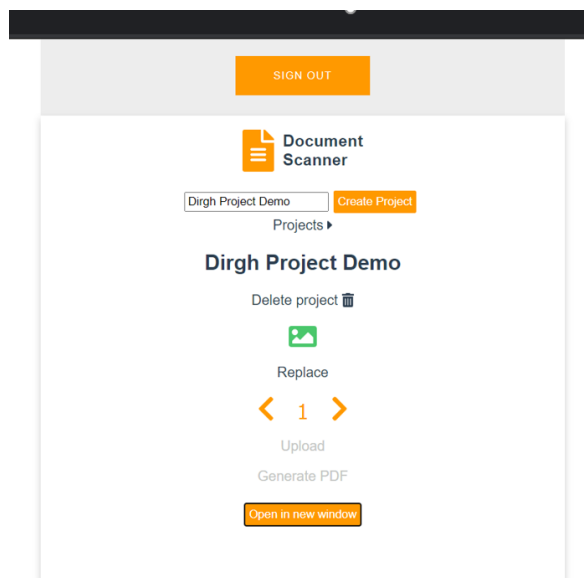 SIGN OUT
Document
Scanner
Dirgh Project Demo Create Project
Projects
Dirgh Project Demo
Delete project
Replace
1
Upload
Generate PDF
Open in new window